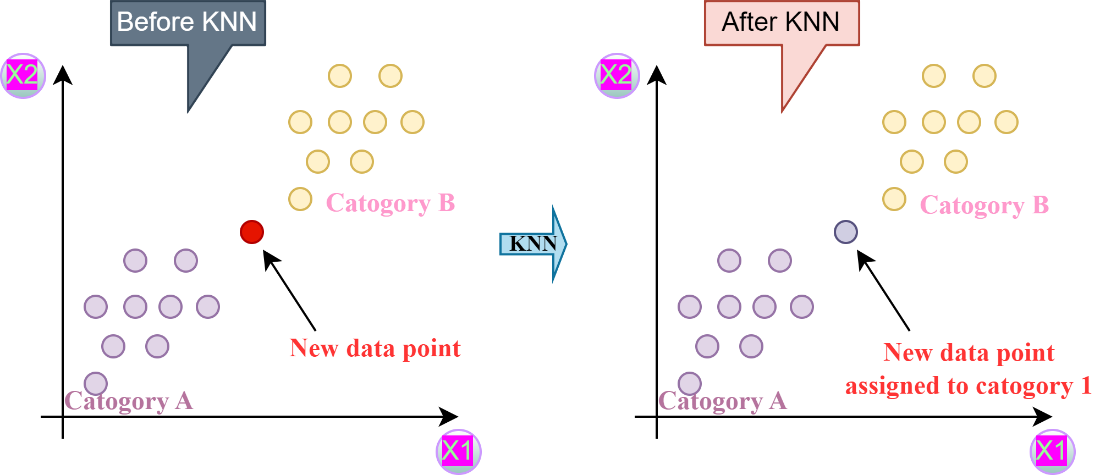 Before KNN
X2
Catogory B
KNN
New data point
Catogory A
X1
After KNN
X2
Catogory B
New data point
assigned to catogory 1
Catogory A
X1